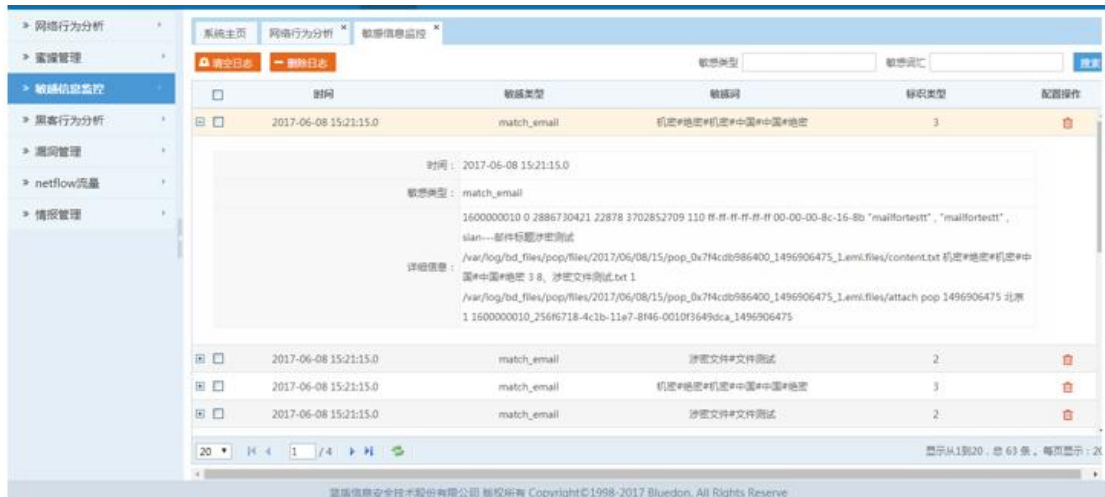 网络行为分析
蜜罐管理
敏感信息监控
黑客行为分析
漏洞管理
netflow流量
情报管理
系统主页 网络行为分析 × 敏感信息监控 ×
清空日志 删除日志 敏感类型 敏感词汇 搜索
时间 敏感类型 敏感词 标识类型 配置操作
2017-06-08 15:21:15.0 match_email 机密#绝密#机密#中国#中国#绝密 3
时间： 2017-06-08 15:21:15.0
敏感类型： match_email
详细信息：
1600000010 0 2886730421 22878 3702852709 110 ff-ff-ff-ff-ff-ff 00-00-00-8c-16-8b "mailfortestt" , "mailfortestt" ,
sian---邮件标题涉密测试
/var/log/bd_files/pop/files/2017/06/08/15/pop_0x7f4cdb986400_1496906475_1.eml.files/content.txt 机密#绝密#机密#中
国#中国#绝密 3 8、涉密文件测试.txt 1
/var/log/bd_files/pop/files/2017/06/08/15/pop_0x7f4cdb986400_1496906475_1.eml.files/attach pop 1496906475 北京
1 1600000010_256f6718-4c1b-11e7-8f46-0010f3649dca_1496906475
2017-06-08 15:21:15.0 match_email 涉密文件#文件测试 2
2017-06-08 15:21:15.0 match_email 机密#绝密#机密#中国#中国#绝密 3
2017-06-08 15:21:15.0 match_email 涉密文件#文件测试 2
20 1 / 4 显示从1到20，总 63 条，每页显示：20
蓝盾信息安全技术股份有限公司 版权所有 Copyright©1998-2017 Bluedon. All Rights Reserve